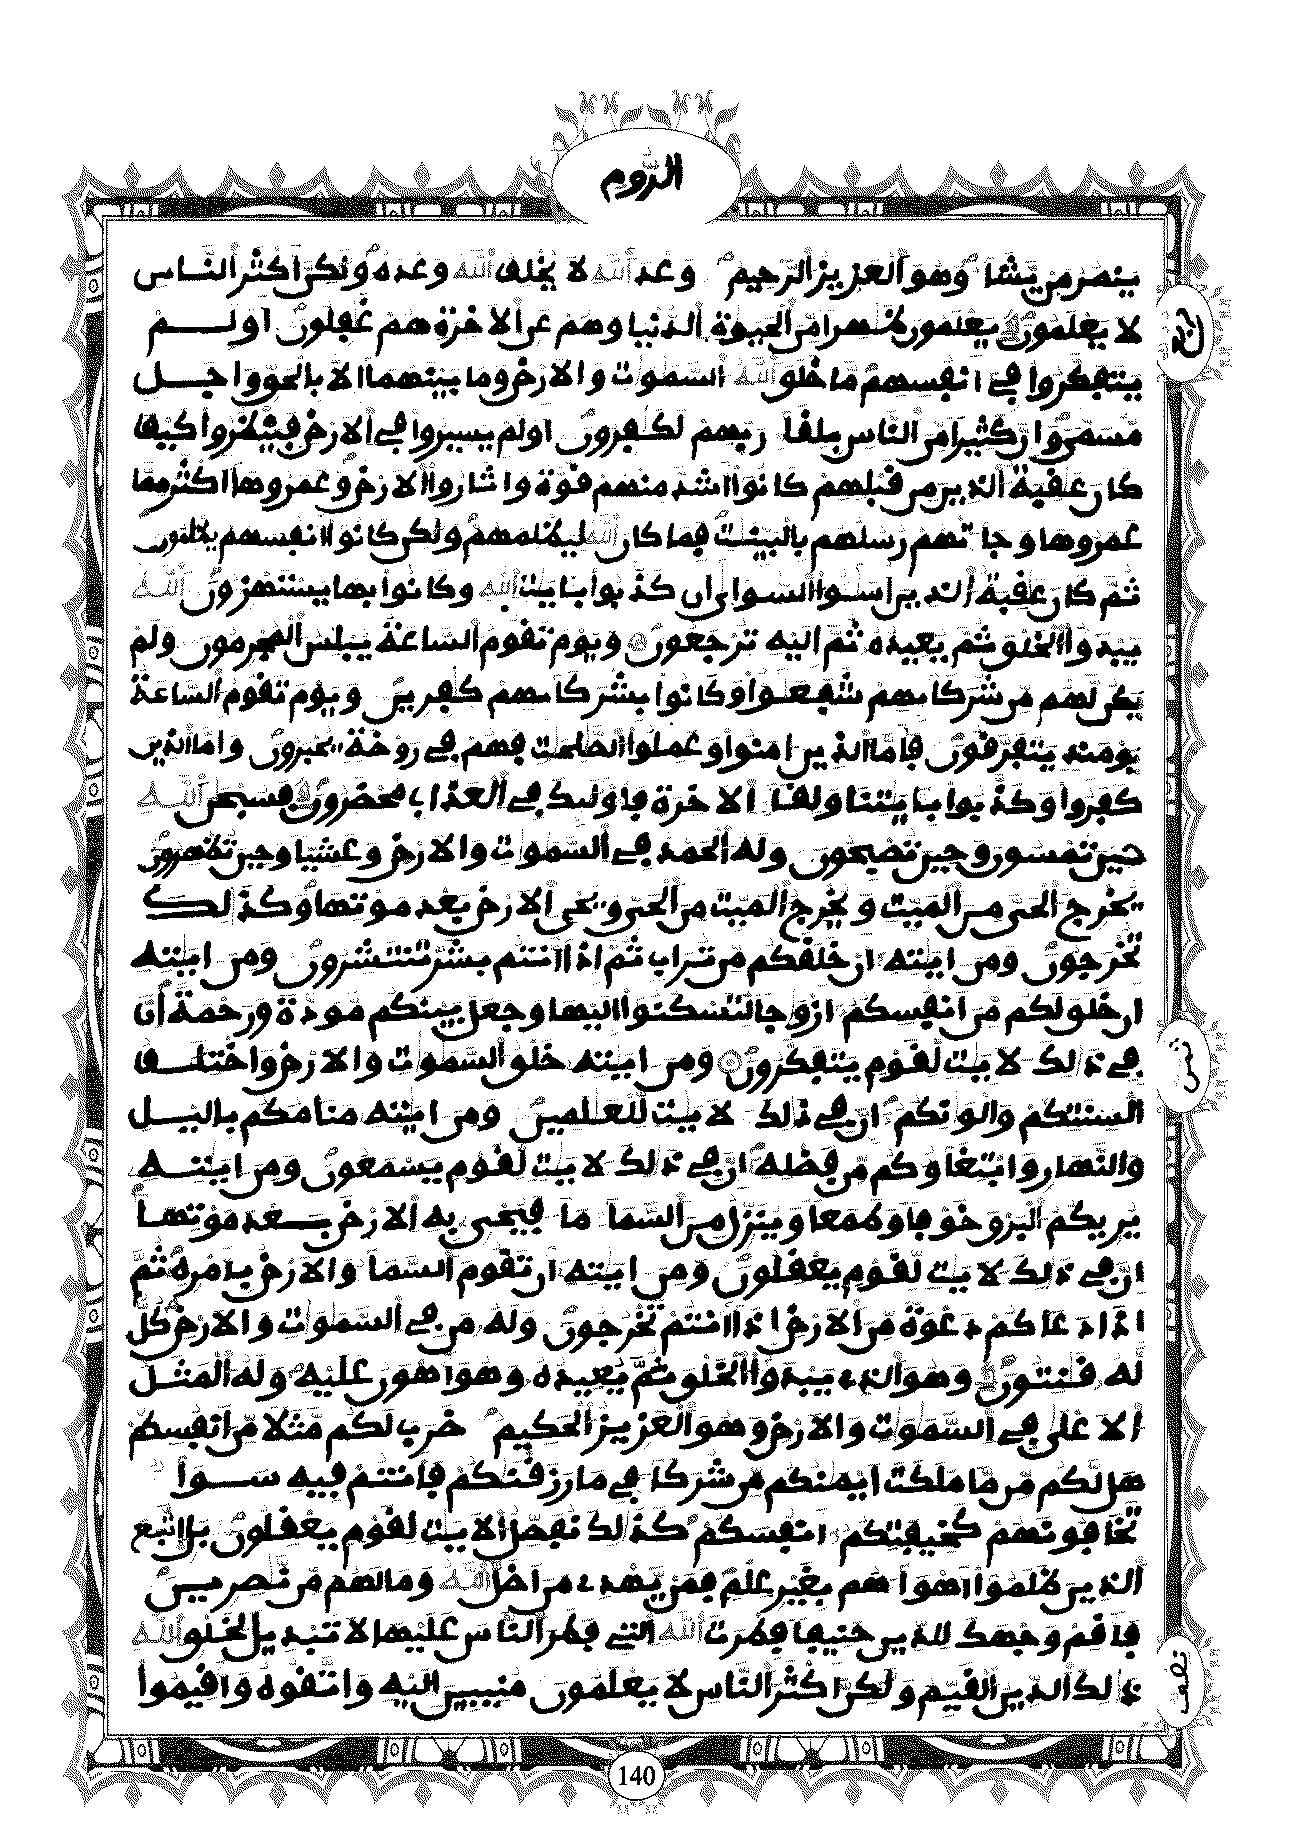 الروم
ينصر من يشا وهو العزيز الرحيم وعد الله لا يخلف الله وعده ولكن اكثر الناس
ربع
لا يعلمون يعلمون ظهرا من الحيوة الدنيا وهم عن الاخرة هم غفلون اولم
يتفكروا في انفسهم ما خلق الله السموت والارض وما بينهما الا بالحق واجل
مسمى وان كثيرا من الناس بلقا ربهم لكفرون اولم يسيروا في الارض فينظروا كيف
كان عقبة الذين من قبلهم كانوا اشد منهم قوة واثاروا الارض وعمروها اكثر مما
عمروها وجا تهم رسلهم بالبينت فما كان الله ليظلمهم ولكن كانوا انفسهم يظلمون
ثم كان عقبة الذين اسوا السواى ان كذبوا بايت الله وكانوا بها يستهزون الله
يبدوا الخلق ثم يعيده ثم اليه ترجعون ويوم تقوم الساعة يبلس المجرمون ولم
يكن لهم من شركايهم شفعوا وكانوا بشركايهم كفرين ويوم تقوم الساعة
يومئذ يتفرقون فاما الذين امنوا وعملوا الصلحت فهم في روضة يحبرون واما الذين
كفروا وكذبوا بايتنا ولقا الاخرة فاولئك في العذاب محضرون فسبحن الله
حين تمسون وحين تصبحون وله الحمد في السموت والارض وعشيا وحين تظهرون
يخرج الحي من الميت ويخرج الميت من الحي ويحي الارض بعد موتها وكذلك
تخرجون ومن ايته ان خلقكم من تراب ثم اذا انتم بشر تنتشرون ومن ايته
ان خلق لكم من انفسكم ازوجا لتسكنوا اليها وجعل بينكم مودة ورحمة ان
في ذلك لايت لقوم يتفكرون ومن ايته خلق السموت والارض واختلف
ثمن
السنتكم والونكم ان في ذلك لايت للعلمين ومن ايته منامكم باليل
والنهار وابتغاوكم من فضله ان في ذلك لايت لقوم يسمعون ومن ايته
يريكم البرق خوفا وطمعا وينزل من السما ما فيحي به الارض بعد موتها
ان في ذلك لايت لقوم يعقلون ومن ايته ان تقوم السما والارض بامره ثم
اذا دعاكم دعوة من الارض اذا انتم تخرجون وله من في السموت والارض كل
له قنتون وهو الذي يبدوا الخلق ثم يعيده وهو اهون عليه وله المثل
الاعلى في السموت والارض وهو العزيز الحكيم ضرب لكم مثلا من انفسكم
هل لكم من ما ملكت ايمنكم من شركا في ما رزقنكم فانتم فيه سوا
تخافونهم كخيفتكم انفسكم كذلك نفصل الايت لقوم يعقلون بل اتبع
الذين ظلموا اهوا هم بغير علم فمن يهدي من اضل الله وما لهم من نصرين
فاقم وجهك للدين حنيفا فطرت الله التي فطر الناس عليها لا تبديل لخلق الله
نصف
ذلك الدين القيم ولكن اكثر الناس لا يعلمون منيبين اليه واتقوه واقيموا
140